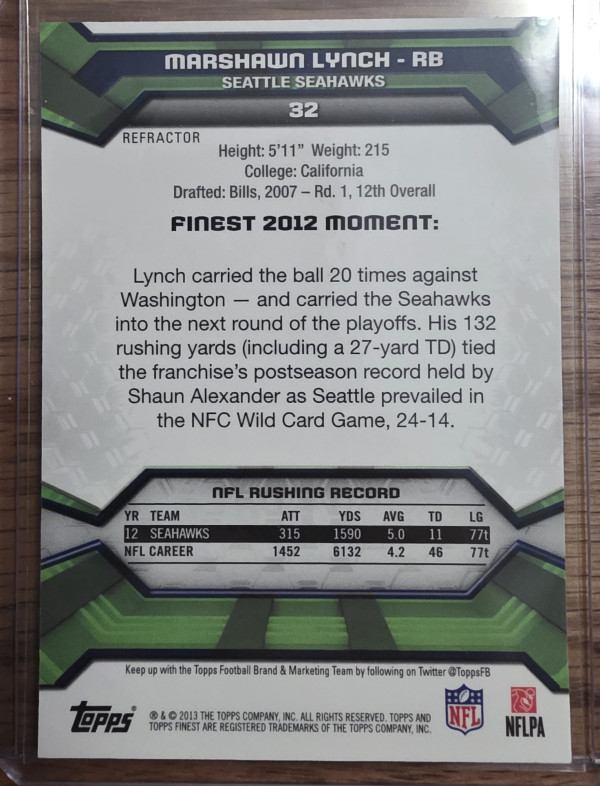 MARSHAWN LYNCH - RB
SEATTLE SEAHAWKS
32
REFRACTOR
Height: 5'11" Weight: 215
College: California
Drafted: Bills, 2007 – Rd. 1, 12th Overall
FINEST 2012 MOMENT:
Lynch carried the ball 20 times against
Washington — and carried the Seahawks
into the next round of the playoffs. His 132
rushing yards (including a 27-yard TD) tied
the franchise's postseason record held by
Shaun Alexander as Seattle prevailed in
the NFC Wild Card Game, 24-14.
NFL RUSHING RECORD
YR TEAM ATT YDS AVG TD LG
12 SEAHAWKS 315 1590 5.0 11 77t
NFL CAREER 1452 6132 4.2 46 77t
Keep up with the Topps Football Brand & Marketing Team by following on Twitter @ToppsFB
Topps® ® & © 2013 THE TOPPS COMPANY, INC. ALL RIGHTS RESERVED. TOPPS AND
TOPPS FINEST ARE REGISTERED TRADEMARKS OF THE TOPPS COMPANY, INC.
NFL
NFLPA